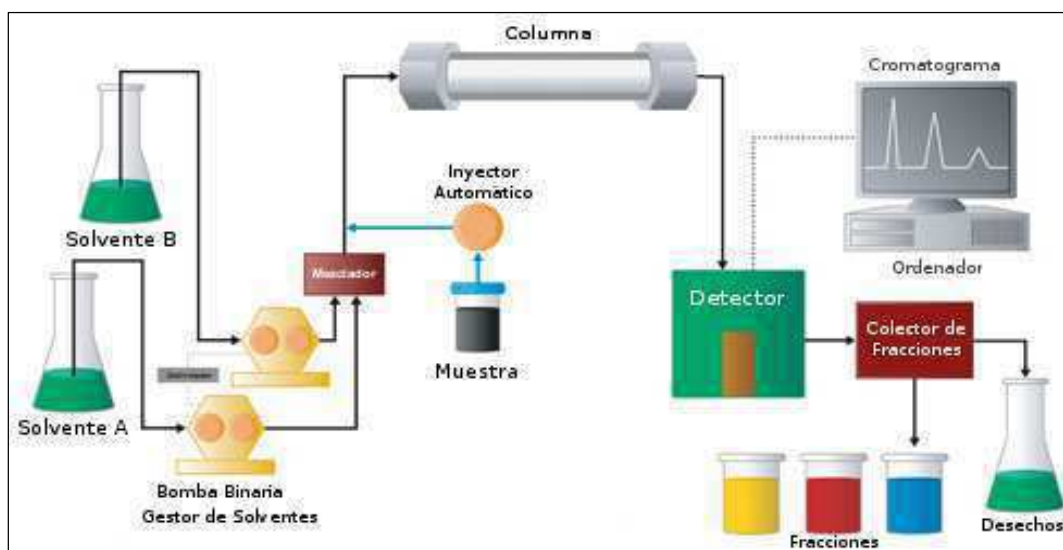 Columna
Cromatograma
Inyector
Automático
Solvente B
Mezclador
Ordenador
Detector
Colector de
Fracciones
Muestra
Solvente A
Bomba Binaria
Gestor de Solventes
Fracciones
Desechos